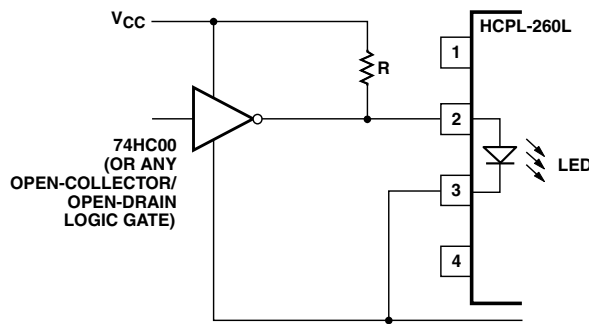 VCC
HCPL-260L
1
R
2
74HC00
(OR ANY
OPEN-COLLECTOR/
OPEN-DRAIN
LOGIC GATE)
LED
3
4